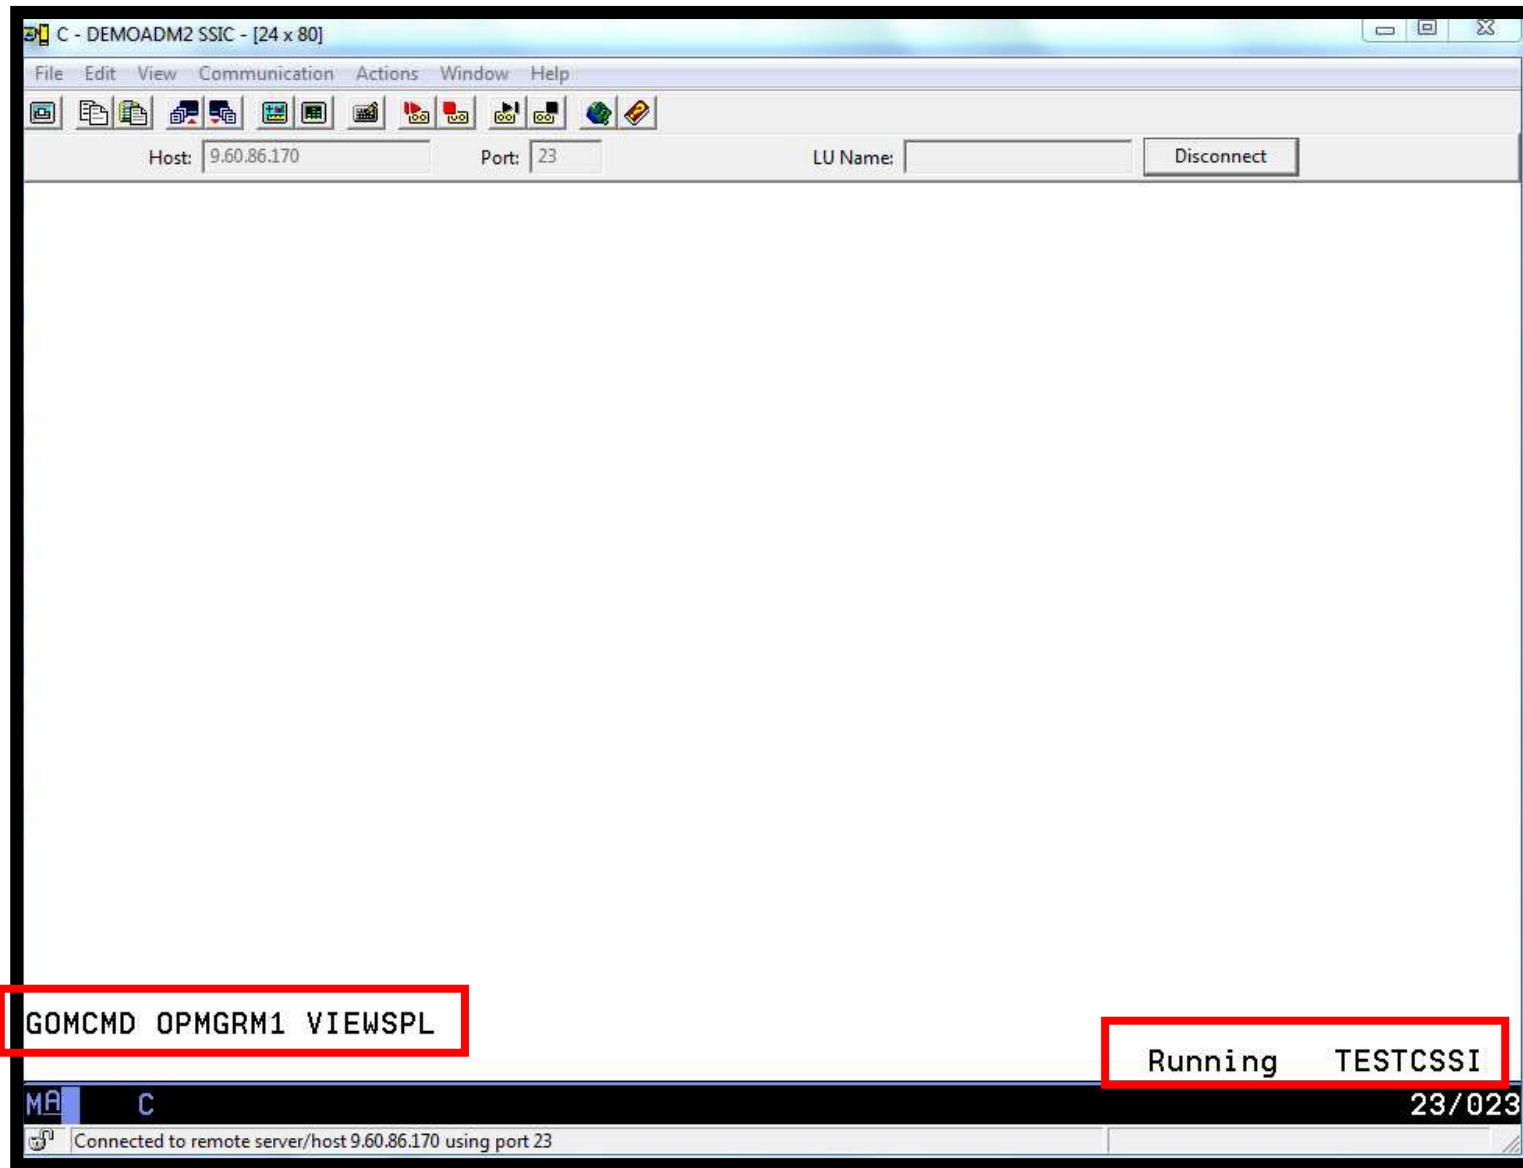 C - DEMOADM2 SSIC - [24 x 80]
File Edit View Communication Actions Window Help
Host: 9.60.86.170 Port: 23 LU Name: Disconnect
GOMCMD OPMGRM1 VIEWSPL
Running TESTCSSI
MA C 23/023
Connected to remote server/host 9.60.86.170 using port 23